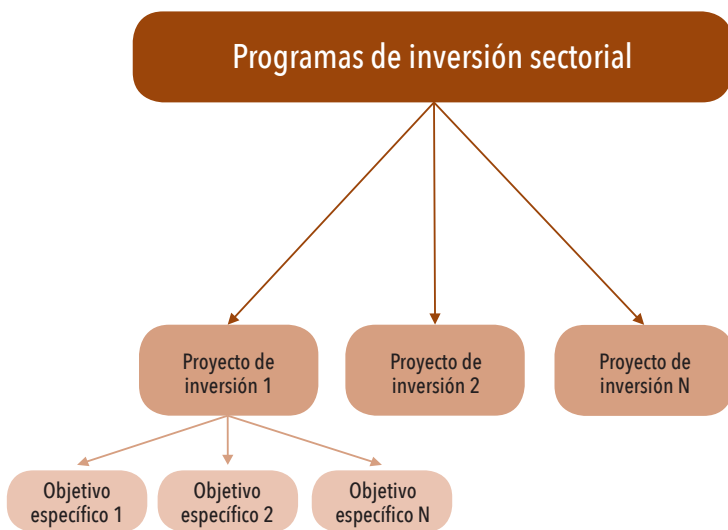 Programas de inversión sectorial
Proyecto de
inversión 1
Proyecto de
inversión 2
Proyecto de
inversión N
Objetivo
específico 1
Objetivo
específico 2
Objetivo
específico N